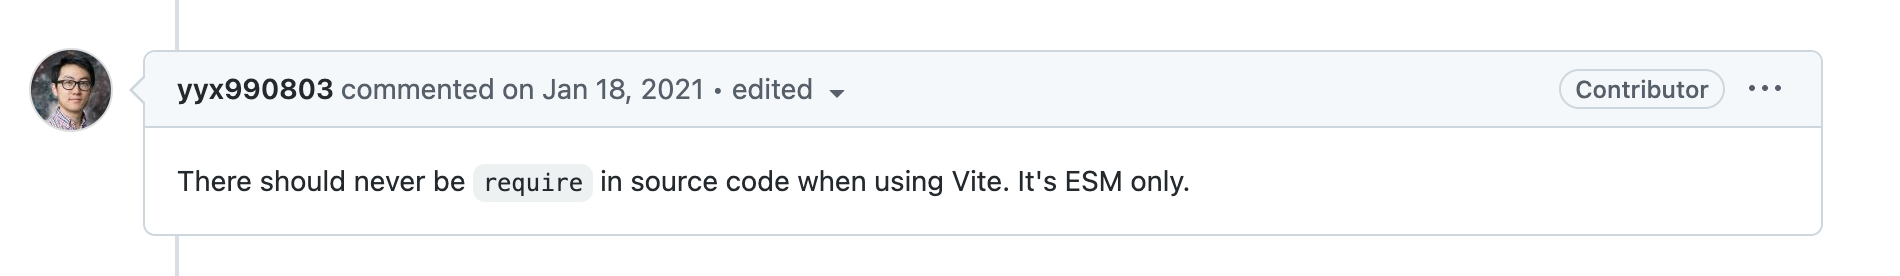 yyx990803 commented on Jan 18, 2021 • edited Contributor
There should never be require in source code when using Vite. It's ESM only.